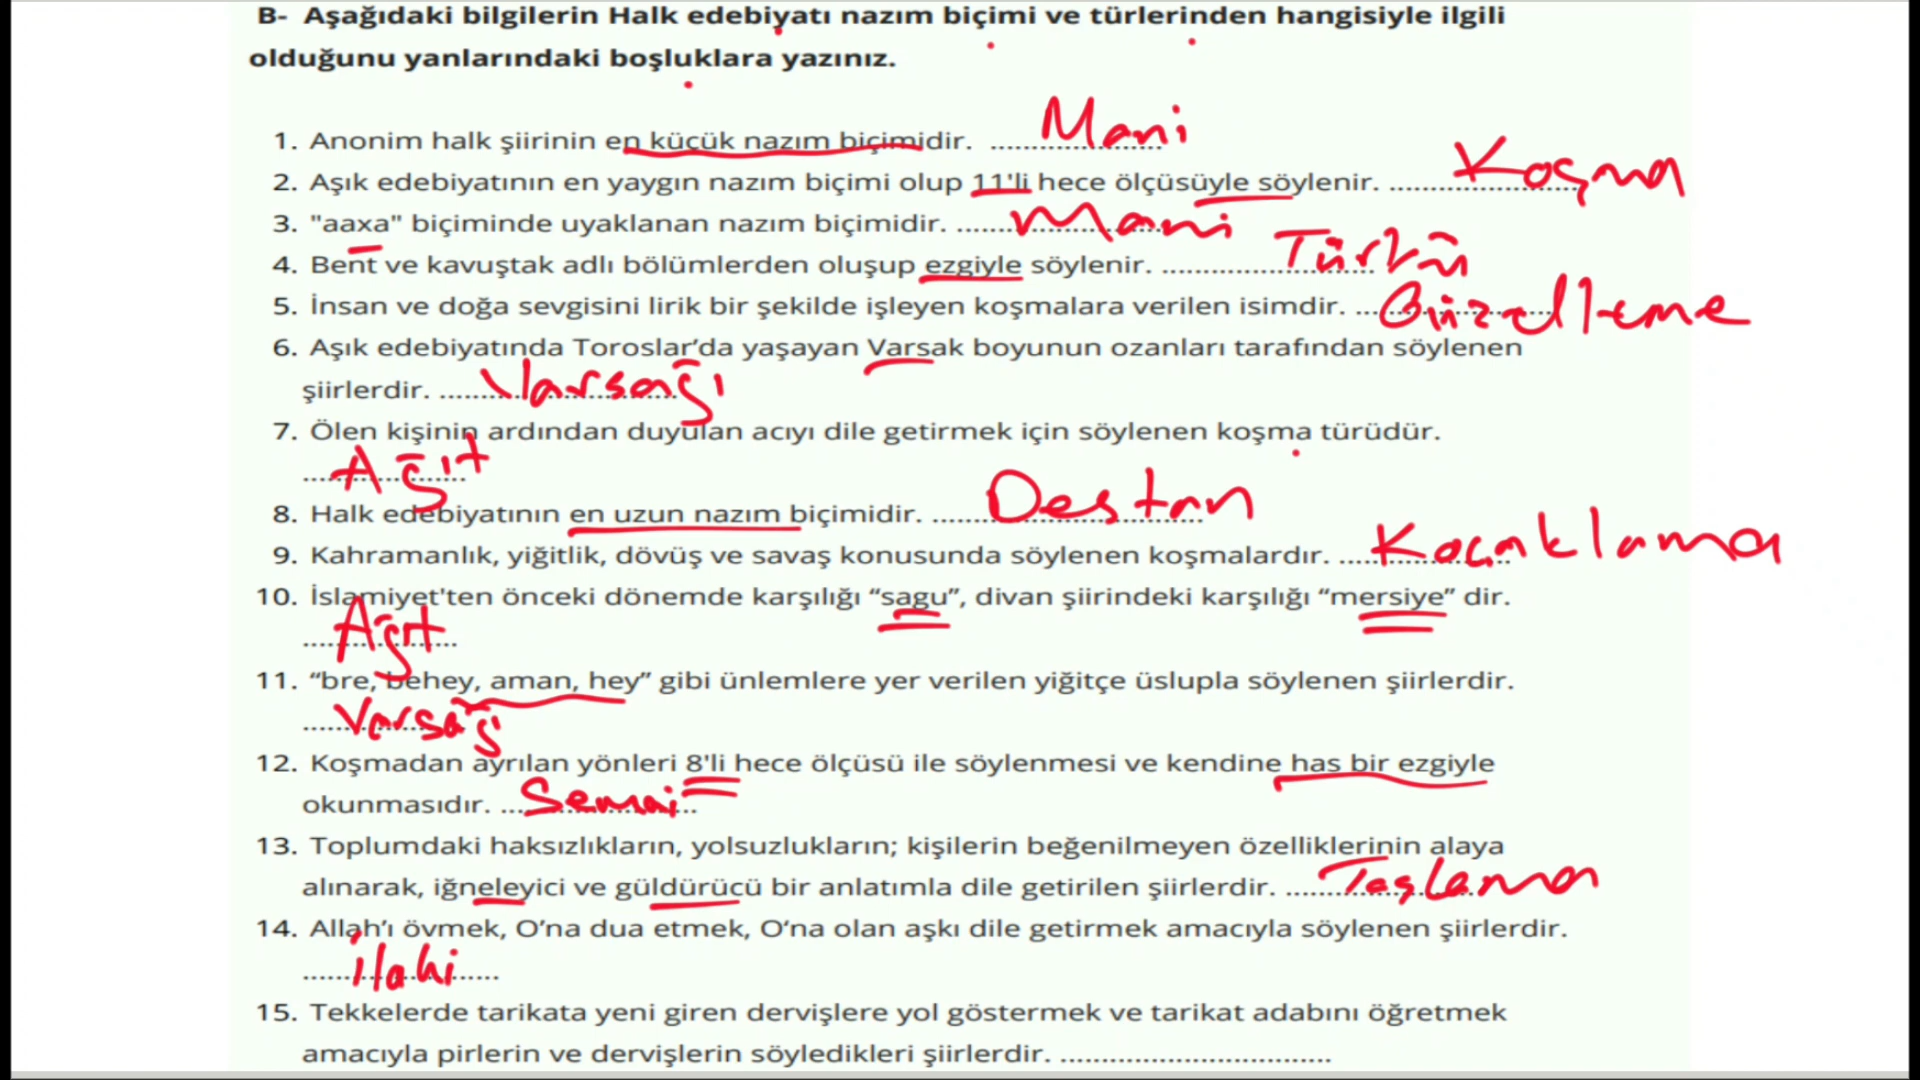 B- Aşağıdaki bilgilerin Halk edebiyatı nazım biçimi ve türlerinden hangisiyle ilgili
olduğunu yanlarındaki boşluklara yazınız.
1. Anonim halk şiirinin en küçük nazım biçimidir. .................... Mani
2. Aşık edebiyatının en yaygın nazım biçimi olup 11'li hece ölçüsüyle söylenir. .................... Koşma
3. "aaxa" biçiminde uyaklanan nazım biçimidir. .................... Mani
4. Bent ve kavuştak adlı bölümlerden oluşup ezgiyle söylenir. .................... Türkü
5. İnsan ve doğa sevgisini lirik bir şekilde işleyen koşmalara verilen isimdir. .................... Güzelleme
6. Aşık edebiyatında Toroslar’da yaşayan Varsak boyunun ozanları tarafından söylenen
şiirlerdir. .................... Varsağı
7. Ölen kişinin ardından duyulan acıyı dile getirmek için söylenen koşma türüdür.
.................... Ağıt
8. Halk edebiyatının en uzun nazım biçimidir. .................... Destan
9. Kahramanlık, yiğitlik, dövüş ve savaş konusunda söylenen koşmalardır. .................... Koçaklama
10. İslamiyet'ten önceki dönemde karşılığı “sagu”, divan şiirindeki karşılığı “mersiye” dir.
.................... Ağıt
11. “bre, behey, aman, hey” gibi ünlemlere yer verilen yiğitçe üslupla söylenen şiirlerdir.
.................... Varsağı
12. Koşmadan ayrılan yönleri 8'li hece ölçüsü ile söylenmesi ve kendine has bir ezgiyle
okunmasıdır. .................... Semai
13. Toplumdaki haksızlıkların, yolsuzlukların; kişilerin beğenilmeyen özelliklerinin alaya
alınarak, iğneleyici ve güldürücü bir anlatımla dile getirilen şiirlerdir. .................... Taşlama
14. Allah’ı övmek, O’na dua etmek, O’na olan aşkı dile getirmek amacıyla söylenen şiirlerdir.
.................... ilahi
15. Tekkelerde tarikata yeni giren dervişlere yol göstermek ve tarikat adabını öğretmek
amacıyla pirlerin ve dervişlerin söyledikleri şiirlerdir. ....................